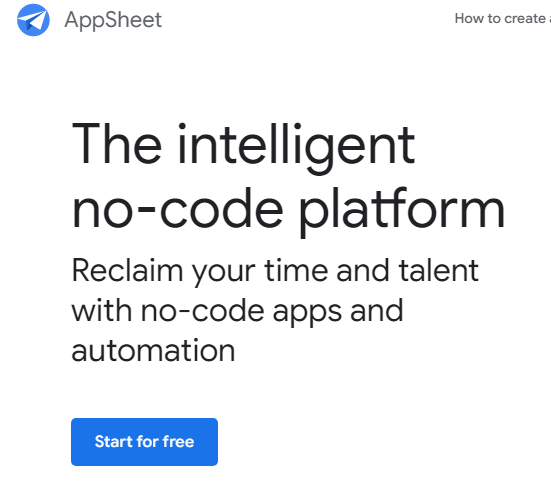 AppSheet
How to create
The intelligent
no-code platform
Reclaim your time and talent
with no-code apps and
automation
Start for free